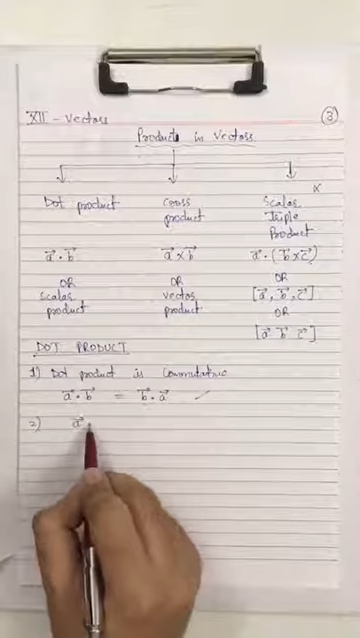 XII - Vectors
(3)
Products in Vectors
Dot product
Cross product
Scalar Triple Product
x
a⃗ · b⃗
a⃗ × b⃗
a⃗ · (b⃗ × c⃗)
OR
OR
OR
scalar product
vector product
[a⃗, b⃗, c⃗]
OR
[a⃗ b⃗ c⃗]
DOT PRODUCT
1) Dot product is Commutative
a⃗ · b⃗ = b⃗ · a⃗ ✓
2) a⃗ ·